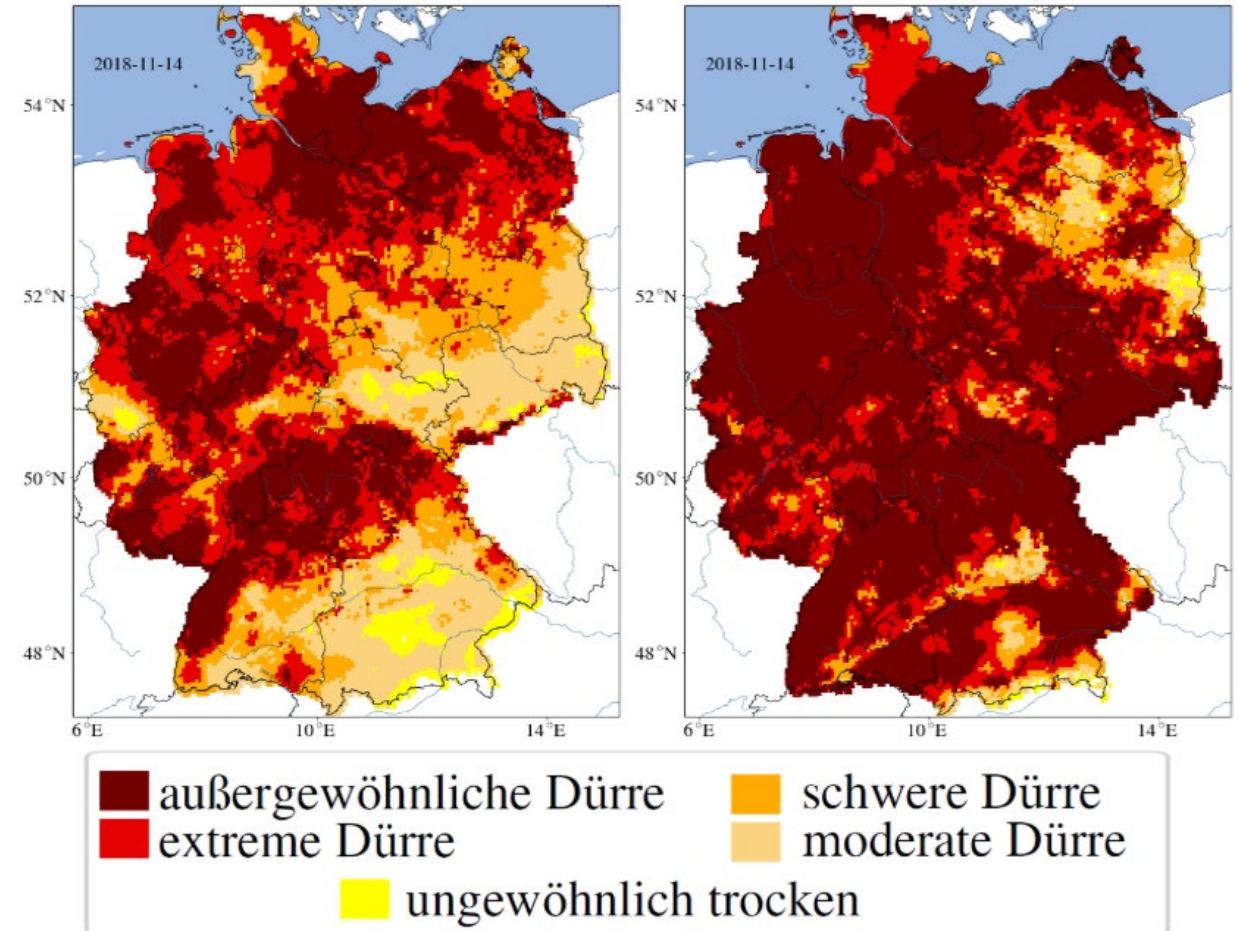 2018-11-14
2018-11-14
54°N
54°N
52°N
52°N
50°N
50°N
48°N
48°N
6°E 10°E 14°E
6°E 10°E 14°E
außergewöhnliche Dürre
extreme Dürre
schwere Dürre
moderate Dürre
ungewöhnlich trocken